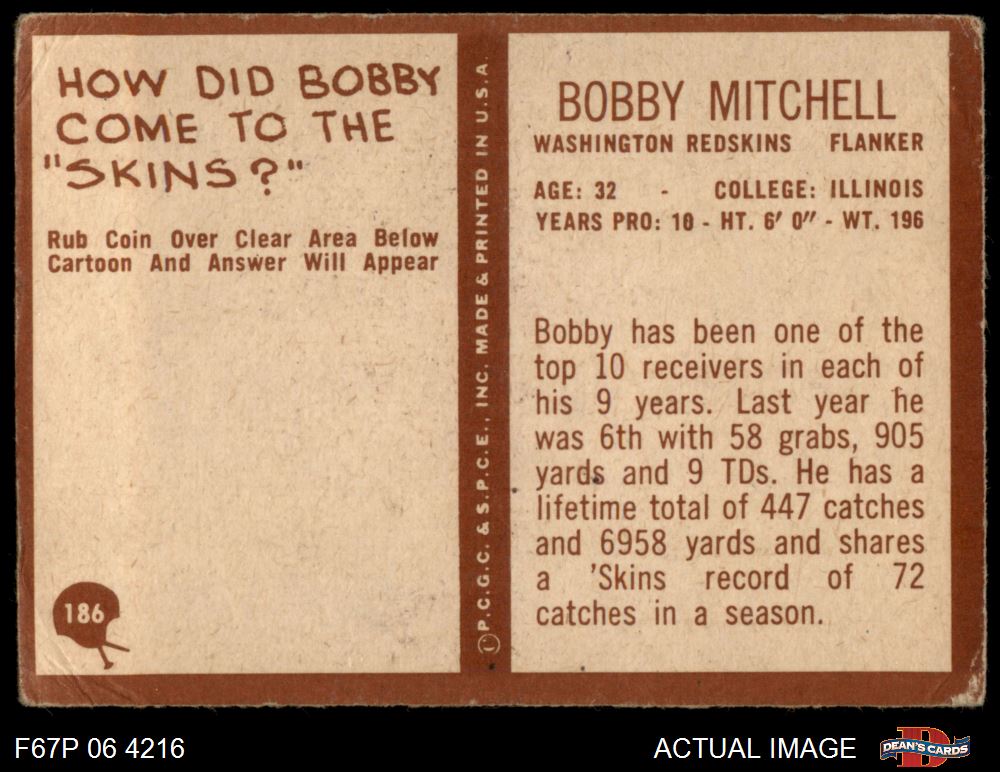 HOW DID BOBBY
COME TO THE
"SKINS?"
Rub Coin Over Clear Area Below
Cartoon And Answer Will Appear
186
P.C.G.C. & S.P.C.E., INC. MADE & PRINTED IN U.S.A.
BOBBY MITCHELL
WASHINGTON REDSKINS FLANKER
AGE: 32 - COLLEGE: ILLINOIS
YEARS PRO: 10 - HT. 6' 0" - WT. 196
Bobby has been one of the
top 10 receivers in each of
his 9 years. Last year he
was 6th with 58 grabs, 905
yards and 9 TDs. He has a
lifetime total of 447 catches
and 6958 yards and shares
a 'Skins record of 72
catches in a season.
F67P 06 4216
ACTUAL IMAGE
D
DEAN'S CARDS